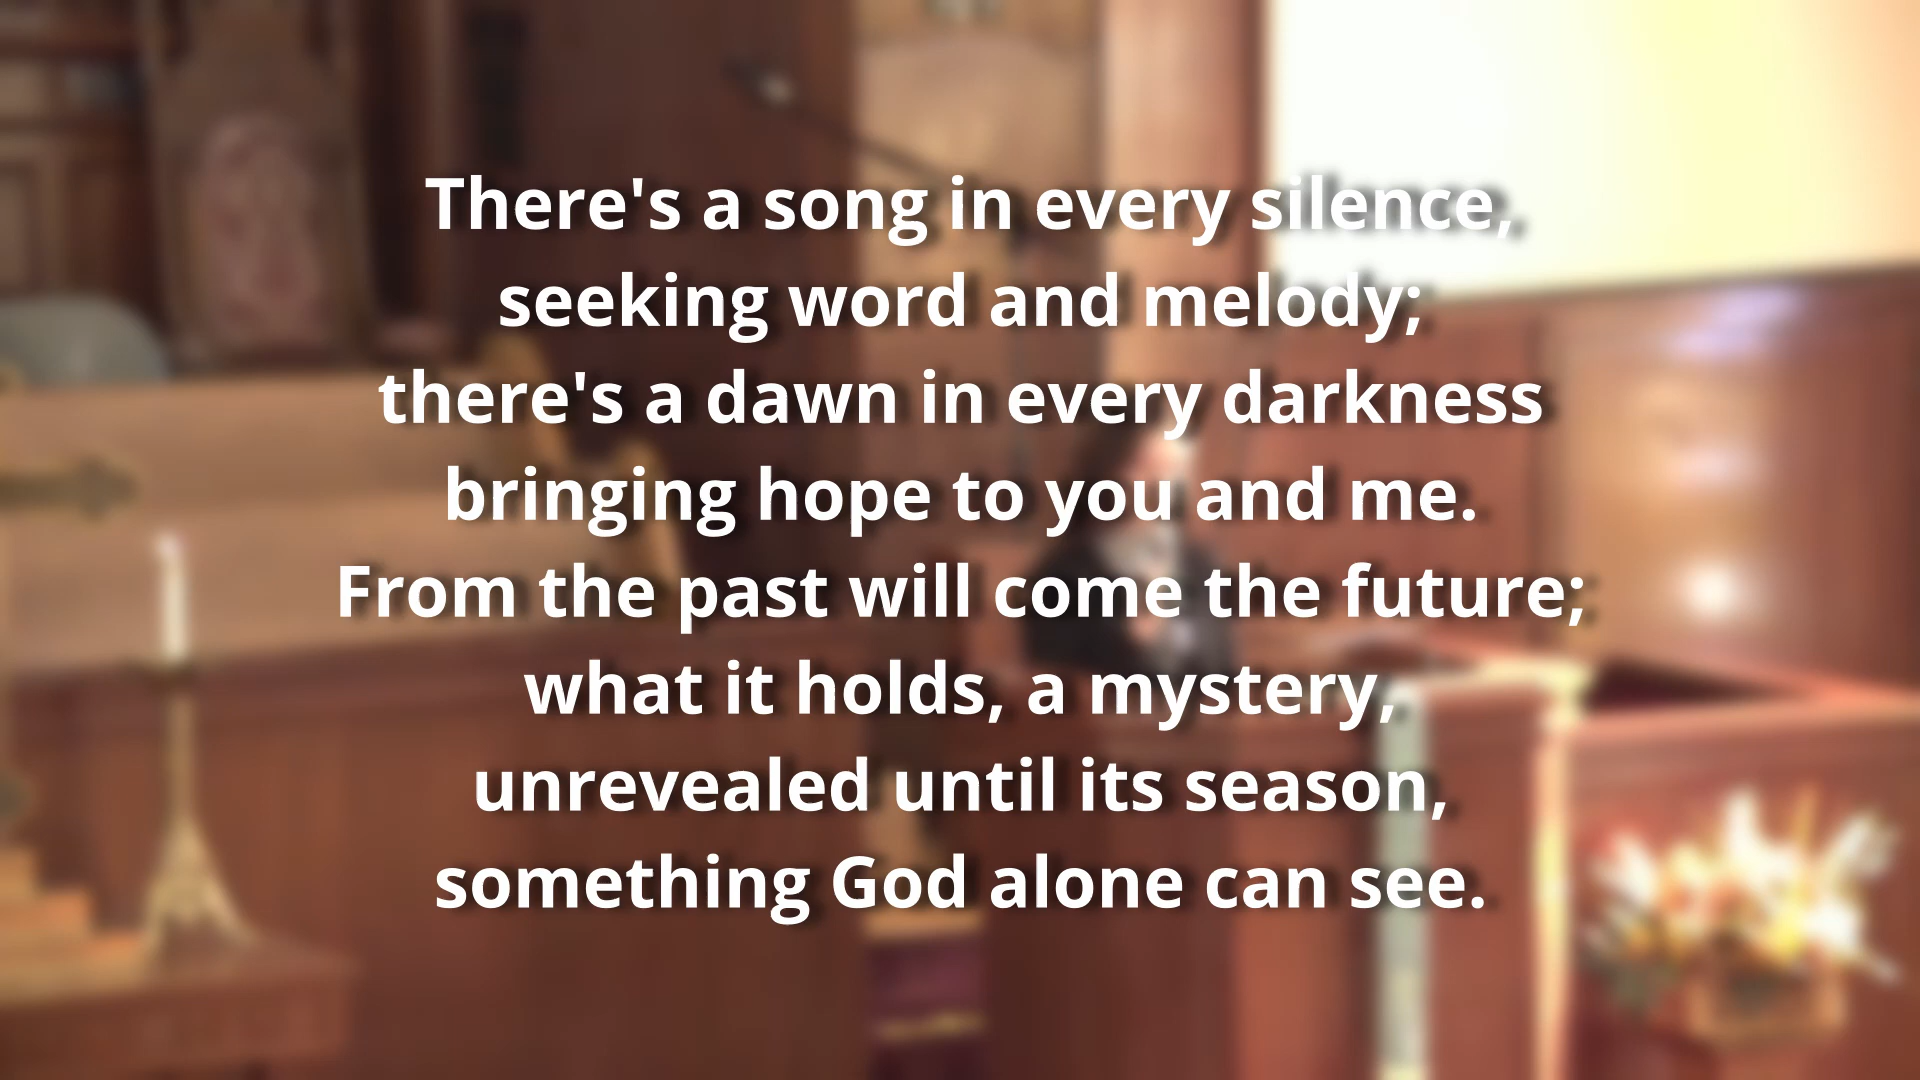 There's a song in every silence,
seeking word and melody;
there's a dawn in every darkness
bringing hope to you and me.
From the past will come the future;
what it holds, a mystery,
unrevealed until its season,
something God alone can see.